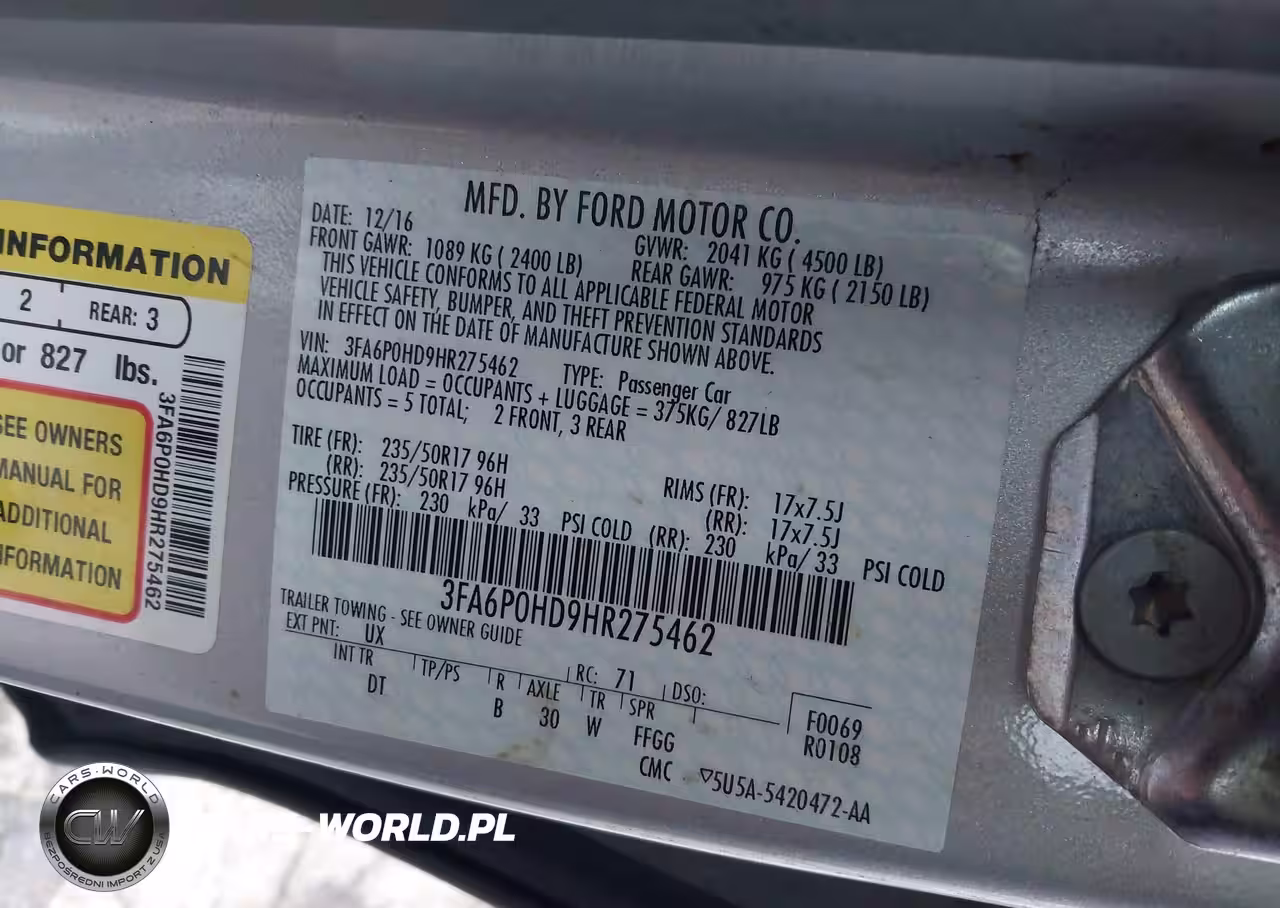 INFORMATION
2 REAR: 3
or 827 lbs.
SEE OWNERS
MANUAL FOR
ADDITIONAL
INFORMATION
3FA6P0HD9HR275462
MFD. BY FORD MOTOR CO.
DATE: 12/16 GVWR: 2041 KG ( 4500 LB)
FRONT GAWR: 1089 KG ( 2400 LB) REAR GAWR: 975 KG ( 2150 LB)
THIS VEHICLE CONFORMS TO ALL APPLICABLE FEDERAL MOTOR
VEHICLE SAFETY, BUMPER, AND THEFT PREVENTION STANDARDS
IN EFFECT ON THE DATE OF MANUFACTURE SHOWN ABOVE.
VIN: 3FA6P0HD9HR275462 TYPE: Passenger Car
MAXIMUM LOAD = OCCUPANTS + LUGGAGE = 375KG/ 827LB
OCCUPANTS = 5 TOTAL; 2 FRONT, 3 REAR
TIRE (FR): 235/50R17 96H RIMS (FR): 17x7.5J
(RR): 235/50R17 96H (RR): 17x7.5J
PRESSURE (FR): 230 kPa/ 33 PSI COLD (RR): 230 kPa/ 33 PSI COLD
3FA6P0HD9HR275462
TRAILER TOWING - SEE OWNER GUIDE
EXT PNT: UX RC: 71 DSO:
INT TR TP/PS R AXLE TR SPR
DT B 30 W FFGG
F0069
R0108
CMC ▽5U5A-5420472-AA
CARS-WORLD
CW
BEZPOŚREDNI IMPORT Z USA
-WORLD.PL